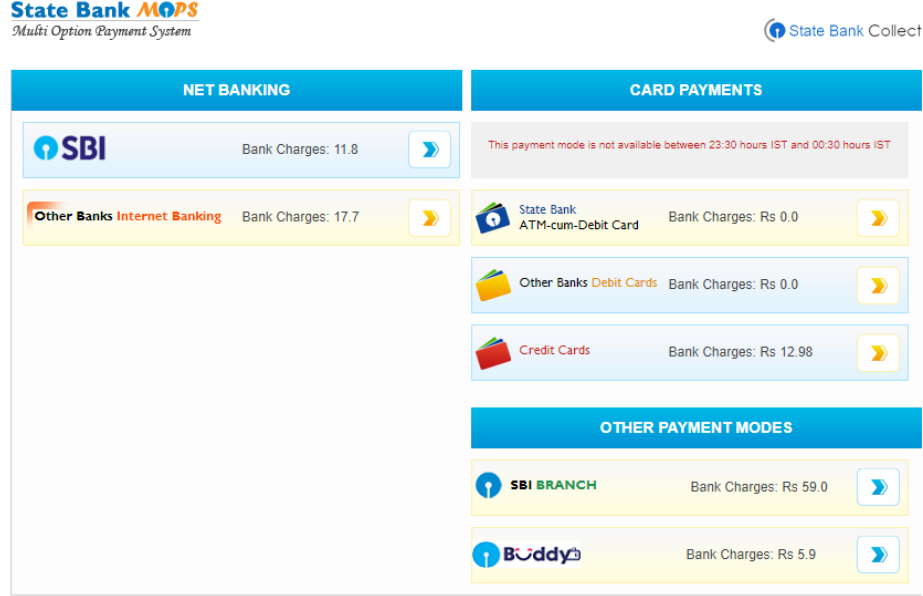 State Bank MOPS
Multi Option Payment System
State Bank Collect
NET BANKING
SBI
Bank Charges: 11.8
Other Banks Internet Banking
Bank Charges: 17.7
CARD PAYMENTS
This payment mode is not available between 23:30 hours IST and 00:30 hours IST
State Bank
ATM-cum-Debit Card
Bank Charges: Rs 0.0
Other Banks Debit Cards
Bank Charges: Rs 0.0
Credit Cards
Bank Charges: Rs 12.98
OTHER PAYMENT MODES
SBI BRANCH
Bank Charges: Rs 59.0
Buddy
Bank Charges: Rs 5.9